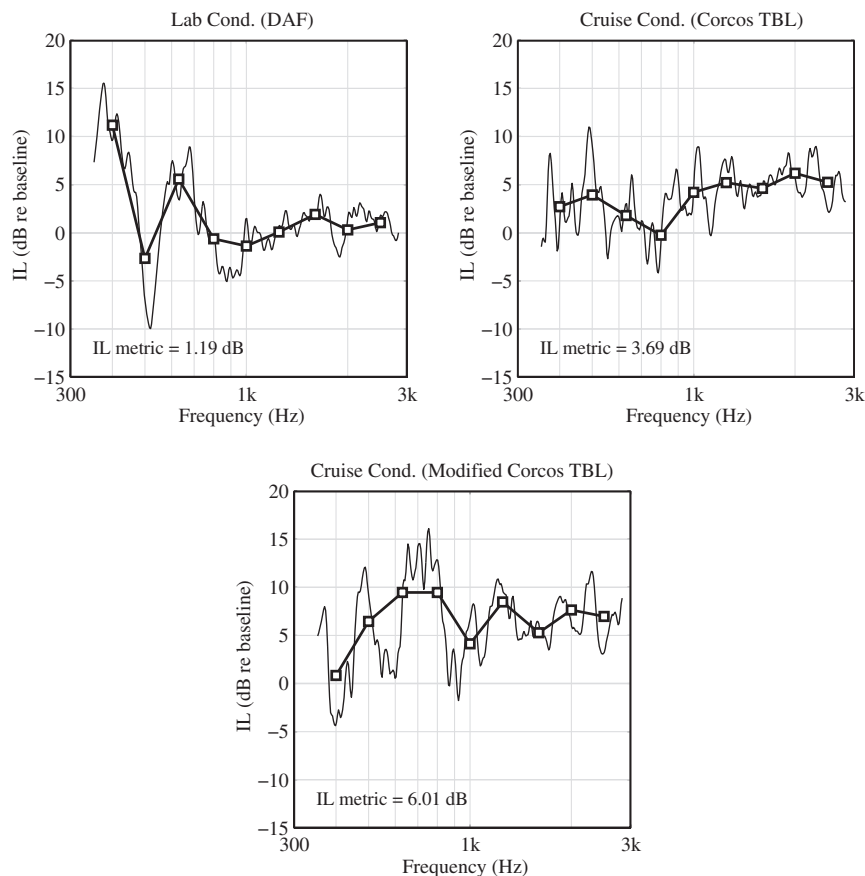 Lab Cond. (DAF)
20
15
10
5
0
−5
−10
−15
IL (dB re baseline)
IL metric = 1.19 dB
300
1k
3k
Frequency (Hz)
Cruise Cond. (Corcos TBL)
20
15
10
5
0
−5
−10
−15
IL (dB re baseline)
IL metric = 3.69 dB
300
1k
3k
Frequency (Hz)
Cruise Cond. (Modified Corcos TBL)
20
15
10
5
0
−5
−10
−15
IL (dB re baseline)
IL metric = 6.01 dB
300
1k
3k
Frequency (Hz)